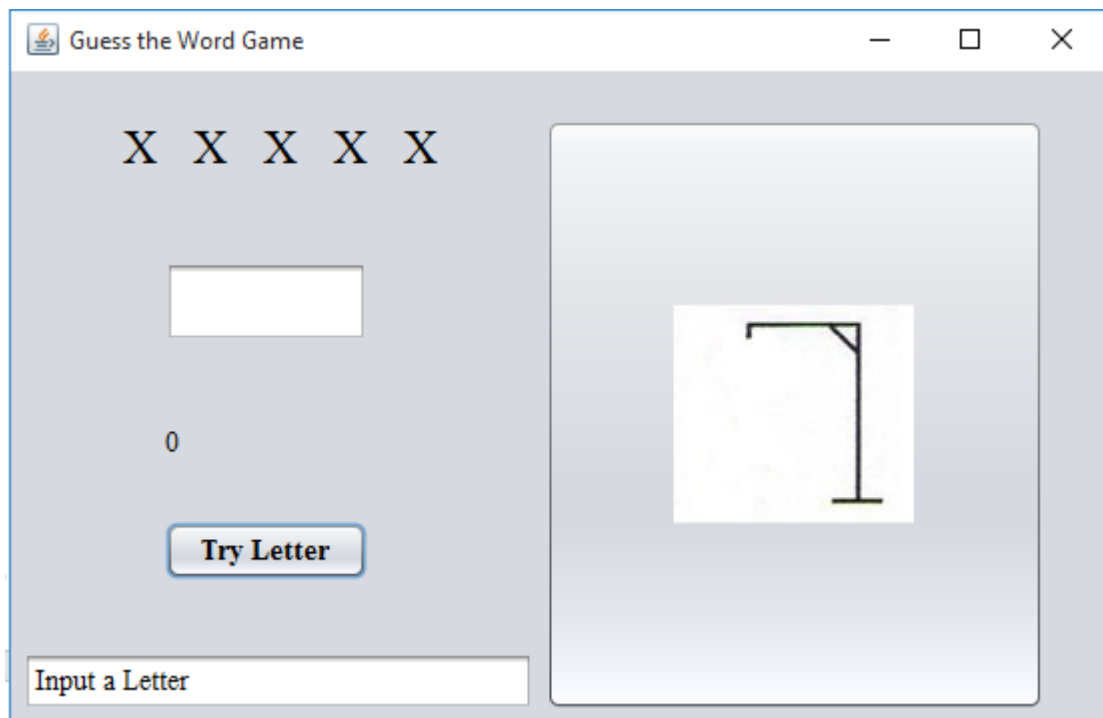 Guess the Word Game
X X X X X
0
Try Letter
Input a Letter